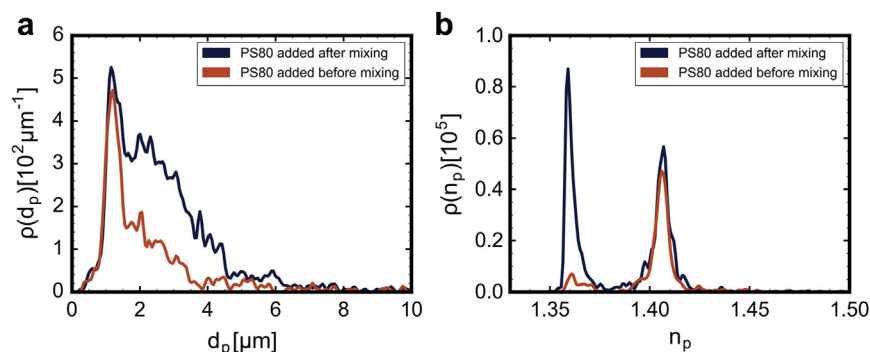 a
PS80 added after mixing
PS80 added before mixing
ρ(dₚ)[10² µm⁻¹]
6
5
4
3
2
1
0
0 2 4 6 8 10
dₚ[µm]
b
PS80 added after mixing
PS80 added before mixing
ρ(nₚ)[10⁵]
1.0
0.8
0.6
0.4
0.2
0.0
1.35 1.40 1.45 1.50
nₚ